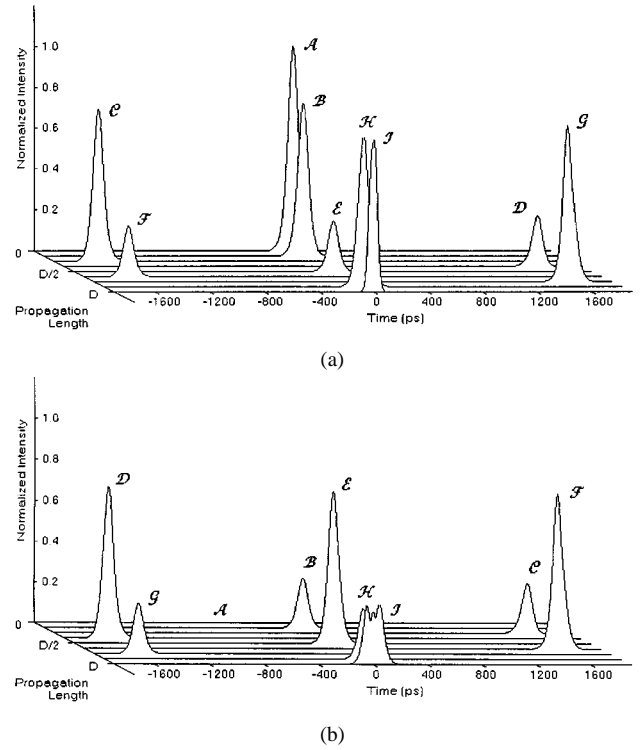 Normalized Intensity
1.0
0.8
0.6
0.4
0.2
0
D/2
D
Propagation
Length
A
B
C
D
E
F
G
H
I
-1600
-1200
-800
-400
0
400
800
1200
1600
Time (ps)
(a)
Normalized Intensity
1.0
0.8
0.6
0.4
0.2
0
D/2
D
Propagation
Length
D
E
F
B
C
G
A
H
I
-1600
-1200
-800
-400
0
400
800
1200
1600
Time (ps)
(b)